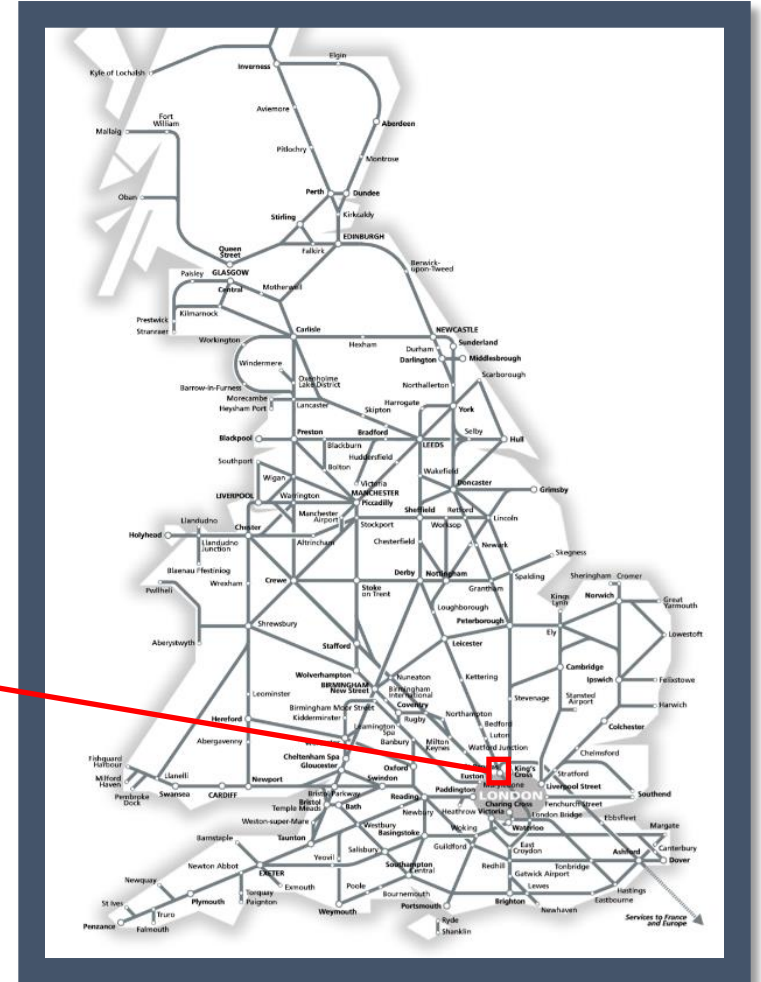 Elgin
Inverness
Kyle of Lochalsh
Aviemore
Fort
William
Mallaig
Aberdeen
Pitlochry
Montrose
Perth
Dundee
Oban
Stirling
Kirkcaldy
EDINBURGH
Queen
Street
Falkirk
Berwick-
upon-Tweed
Paisley
GLASGOW
Central
Motherwell
Prestwick
Kilmarnock
Stranraer
Carlisle
NEWCASTLE
Workington
Hexham
Sunderland
Durham
Darlington
Middlesbrough
Windermere
Scarborough
Oxenholme
Lake District
Barrow-in-Furness
Northallerton
Morecambe
Lancaster
Harrogate
Heysham Port
Skipton
York
Blackpool
Preston
Bradford
LEEDS
Selby
Hull
Blackburn
Huddersfield
Southport
Bolton
Wakefield
Wigan
Victoria
Doncaster
MANCHESTER
Piccadilly
LIVERPOOL
Warrington
Grimsby
Manchester
Airport
Sheffield
Retford
Llandudno
Stockport
Worksop
Lincoln
Holyhead
Chester
Llandudno
Junction
Altrincham
Chesterfield
Newark
Skegness
Blaenau Ffestiniog
Derby
Nottingham
Spalding
Sheringham
Cromer
Pwllheli
Wrexham
Crewe
Stoke
on Trent
Grantham
Kings
Lynn
Norwich
Great
Yarmouth
Loughborough
Peterborough
Shrewsbury
Ely
Lowestoft
Aberystwyth
Stafford
Leicester
Wolverhampton
Cambridge
BIRMINGHAM
New Street
Nuneaton
Kettering
Ipswich
Felixstowe
Birmingham
International
Leominster
Stevenage
Stansted
Airport
Birmingham Moor Street
Coventry
Harwich
Kidderminster
Rugby
Northampton
Hereford
Leamington
Spa
Bedford
Colchester
Abergavenny
Banbury
Milton
Keynes
Luton
Watford Junction
Chelmsford
Fishguard
Harbour
Cheltenham Spa
Gloucester
Oxford
Euston
King's
Cross
Stratford
Milford
Haven
Llanelli
Newport
Swindon
Paddington
Marylebone
Liverpool Street
Pembroke
Dock
Swansea
CARDIFF
Bristol Parkway
Reading
LONDON
Southend
Bristol
Temple Meads
Bath
Newbury
Heathrow
Victoria
Charing Cross
Fenchurch Street
Weston-super-Mare
London Bridge
Ebbsfleet
Barnstaple
Taunton
Westbury
Basingstoke
Woking
Waterloo
Margate
Salisbury
Guildford
East
Croydon
Ashford
Canterbury
Newton Abbot
Yeovil
Southampton
Central
Redhill
Tonbridge
Dover
EXETER
Gatwick Airport
Newquay
Exmouth
Poole
Lewes
Hastings
St Ives
Plymouth
Torquay
Paignton
Bournemouth
Eastbourne
Truro
Weymouth
Portsmouth
Brighton
Newhaven
Penzance
Falmouth
Ryde
Shanklin
Services to France
and Europe